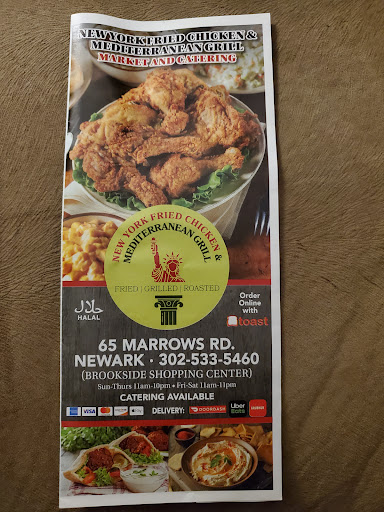 NEW YORK FRIED CHICKEN &
MEDITERRANEAN GRILL
MARKET AND CATERING
NEW YORK FRIED CHICKEN &
MEDITERRANEAN GRILL
FRIED | GRILLED | ROASTED
حلال
HALAL
Order
Online
with
toast
65 MARROWS RD.
NEWARK • 302-533-5460
(BROOKSIDE SHOPPING CENTER)
Sun-Thurs 11am-10pm • Fri-Sat 11am-11pm
CATERING AVAILABLE
VISA DELIVERY: DOORDASH Uber Eats